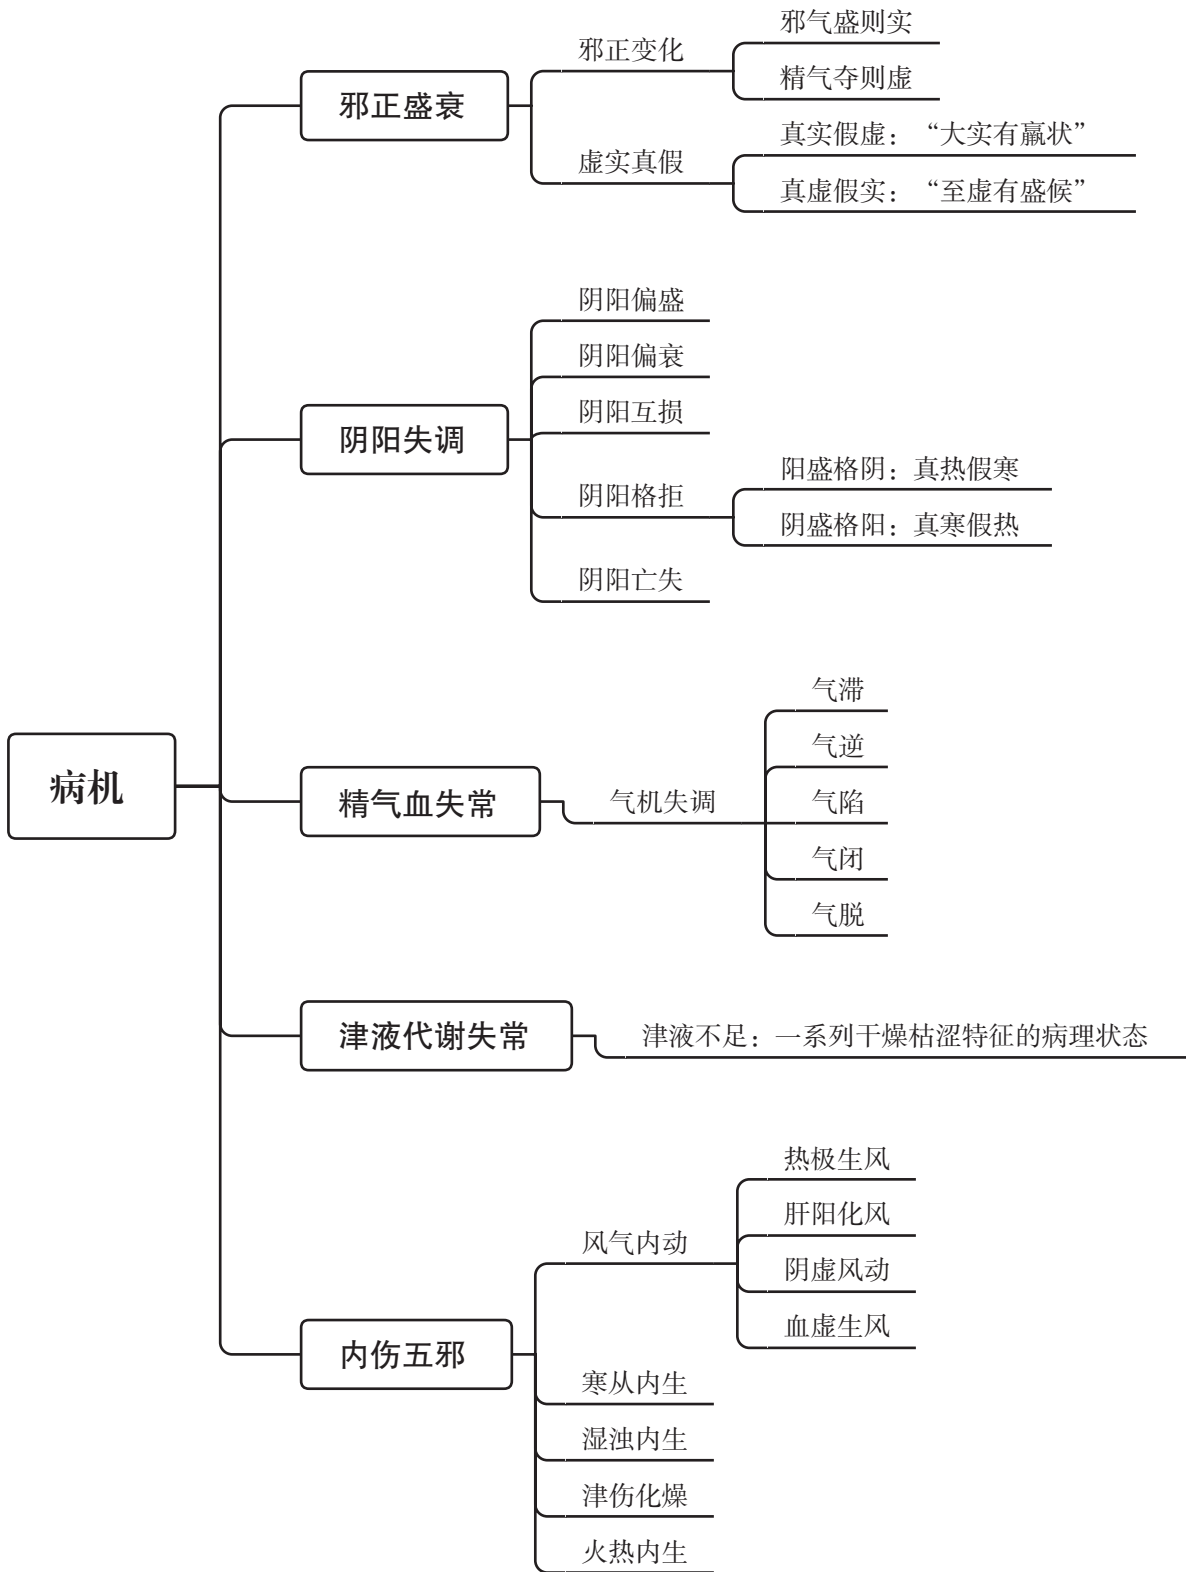 病机
邪正盛衰
邪正变化
邪气盛则实
精气夺则虚
虚实真假
真实假虚：“大实有羸状”
真虚假实：“至虚有盛候”
阴阳失调
阴阳偏盛
阴阳偏衰
阴阳互损
阴阳格拒
阳盛格阴：真热假寒
阴盛格阳：真寒假热
阴阳亡失
精气血失常
气机失调
气滞
气逆
气陷
气闭
气脱
津液代谢失常
津液不足：一系列干燥枯涩特征的病理状态
内伤五邪
风气内动
热极生风
肝阳化风
阴虚风动
血虚生风
寒从内生
湿浊内生
津伤化燥
火热内生